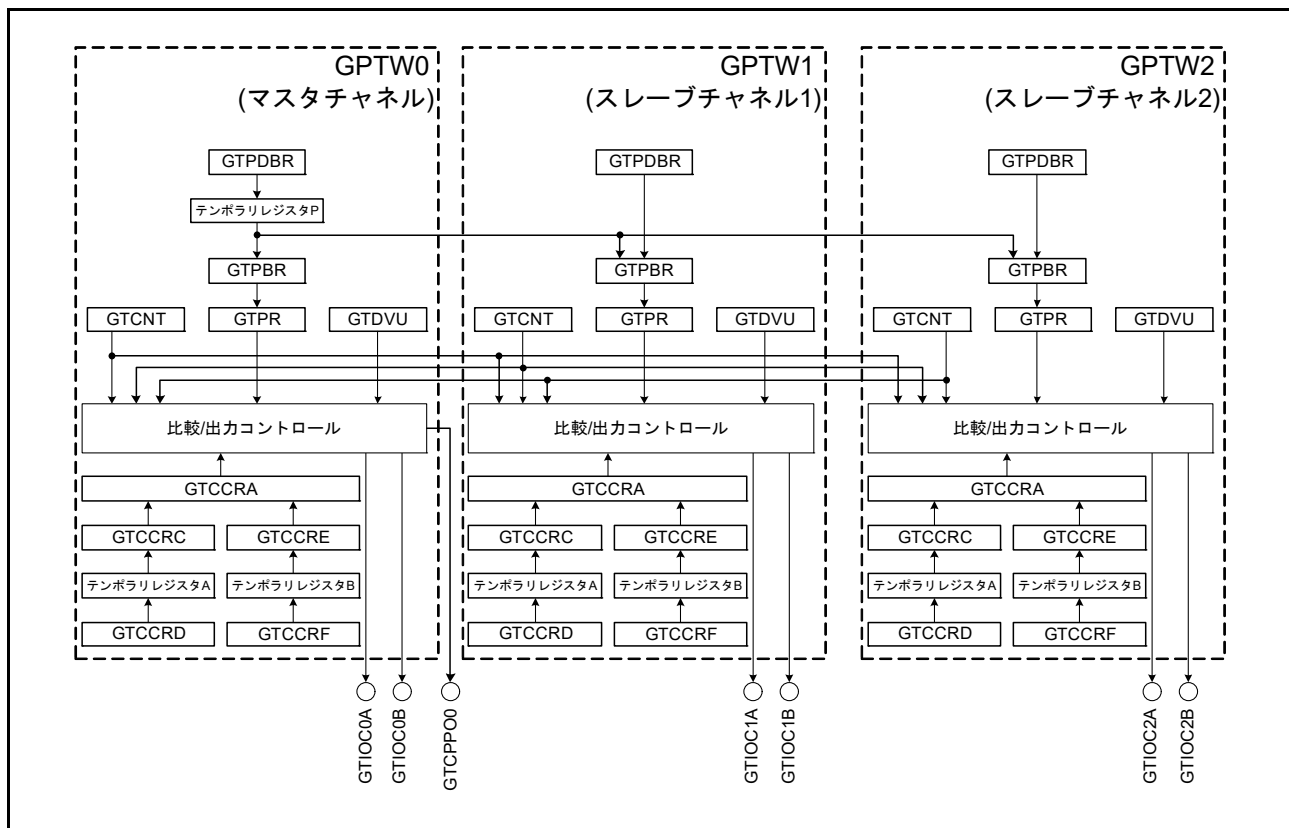 GPTW0
(マスタチャネル)
GTPDBR
テンポラリレジスタP
GTPBR
GTCNT
GTPR
GTDVU
比較/出力コントロール
GTCCRA
GTCCRC
GTCCRE
テンポラリレジスタA
テンポラリレジスタB
GTCCRD
GTCCRF
GTIOC0A
GTIOC0B
GTCPPO0
GPTW1
(スレーブチャネル1)
GTPDBR
GTPBR
GTCNT
GTPR
GTDVU
比較/出力コントロール
GTCCRA
GTCCRC
GTCCRE
テンポラリレジスタA
テンポラリレジスタB
GTCCRD
GTCCRF
GTIOC1A
GTIOC1B
GPTW2
(スレーブチャネル2)
GTPDBR
GTPBR
GTCNT
GTPR
GTDVU
比較/出力コントロール
GTCCRA
GTCCRC
GTCCRE
テンポラリレジスタA
テンポラリレジスタB
GTCCRD
GTCCRF
GTIOC2A
GTIOC2B